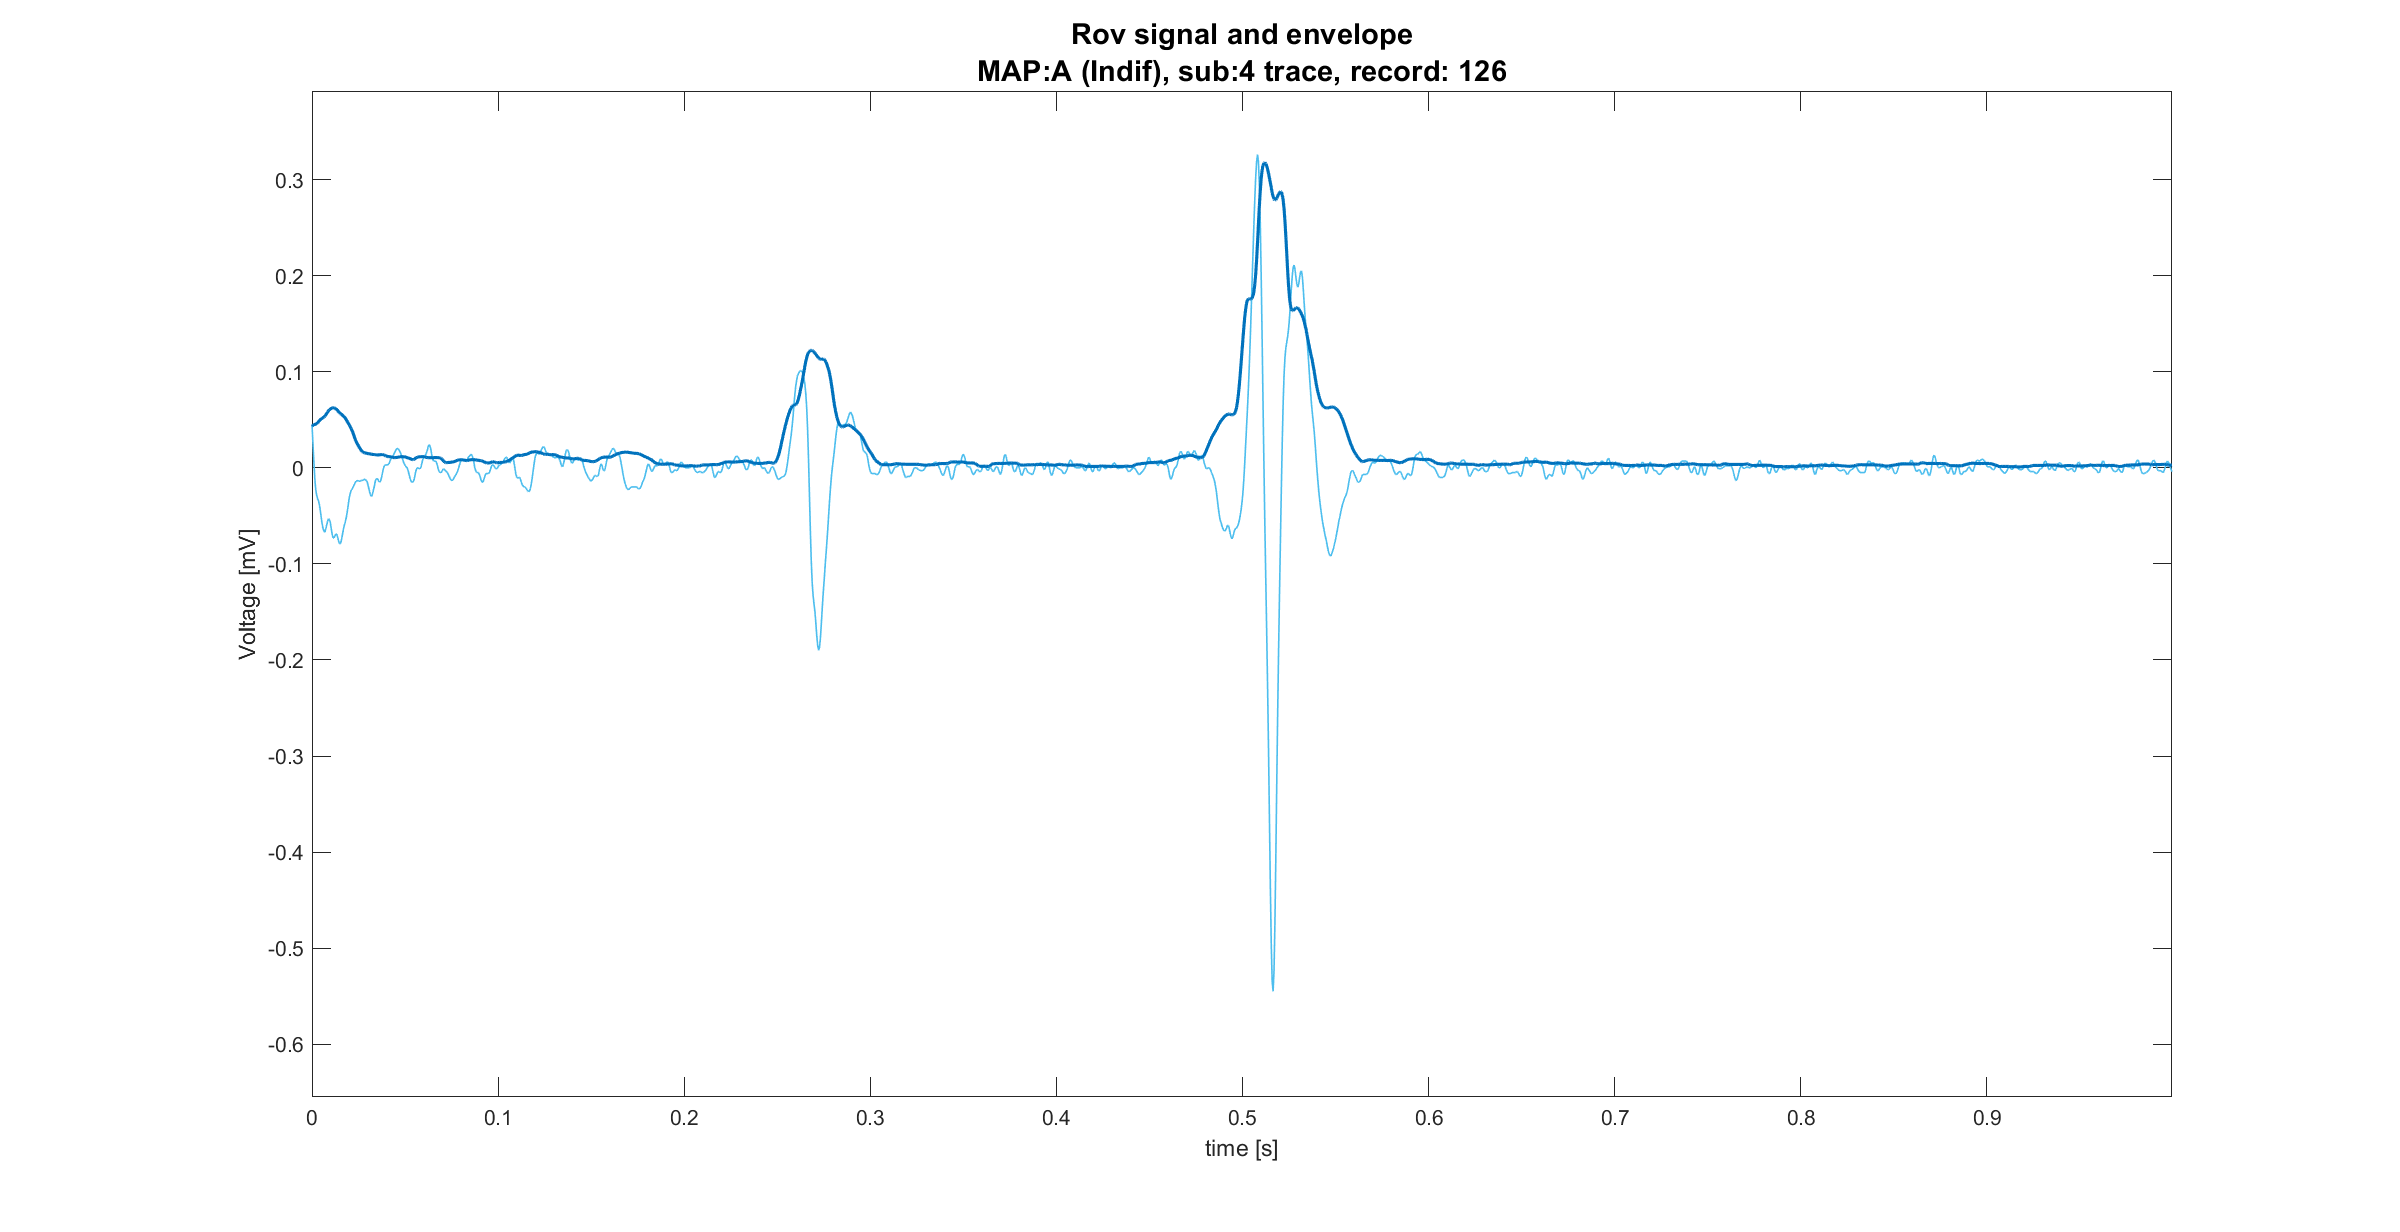 Rov signal and envelope
MAP:A (Indif), sub:4 trace, record: 126
0.3
0.2
0.1
0
-0.1
-0.2
-0.3
-0.4
-0.5
-0.6
Voltage [mV]
0 0.1 0.2 0.3 0.4 0.5 0.6 0.7 0.8 0.9
time [s]